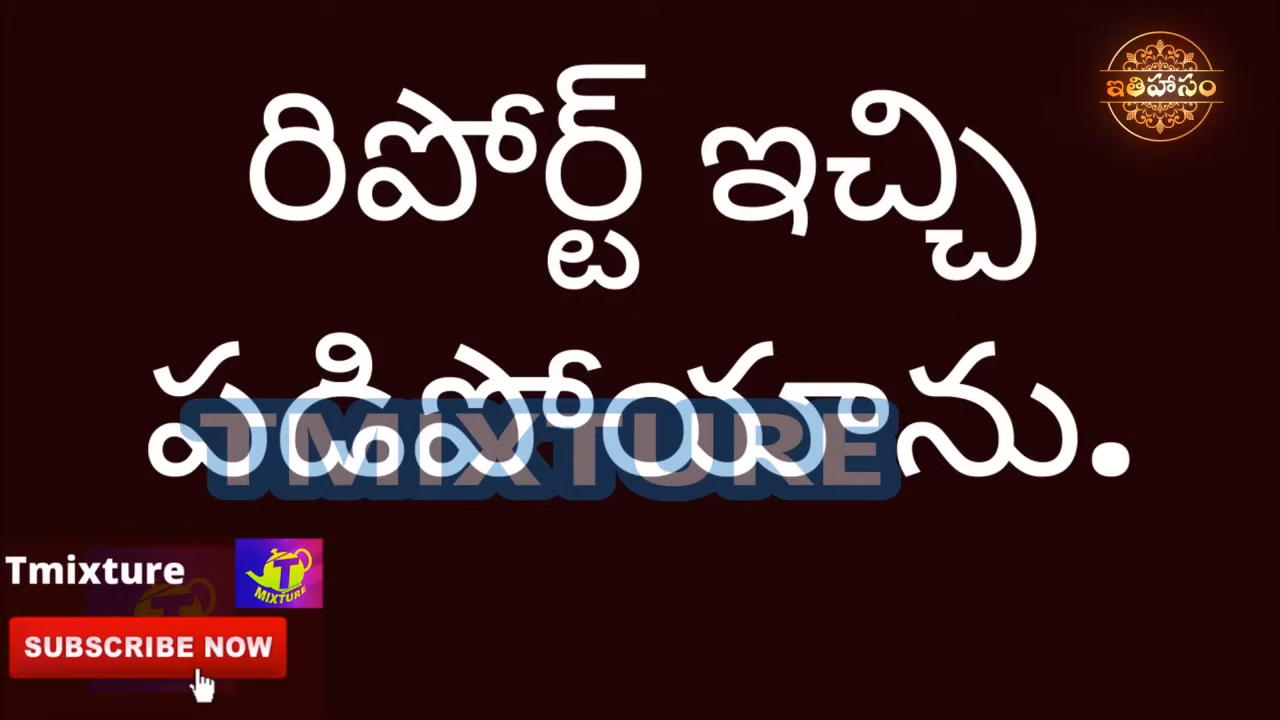 రిపోర్ట్ ఇచ్చి
ఇతిహాసం
పడిపోయాను.
TMIXTURE
Tmixture
T
MIXTURE
SUBSCRIBE NOW